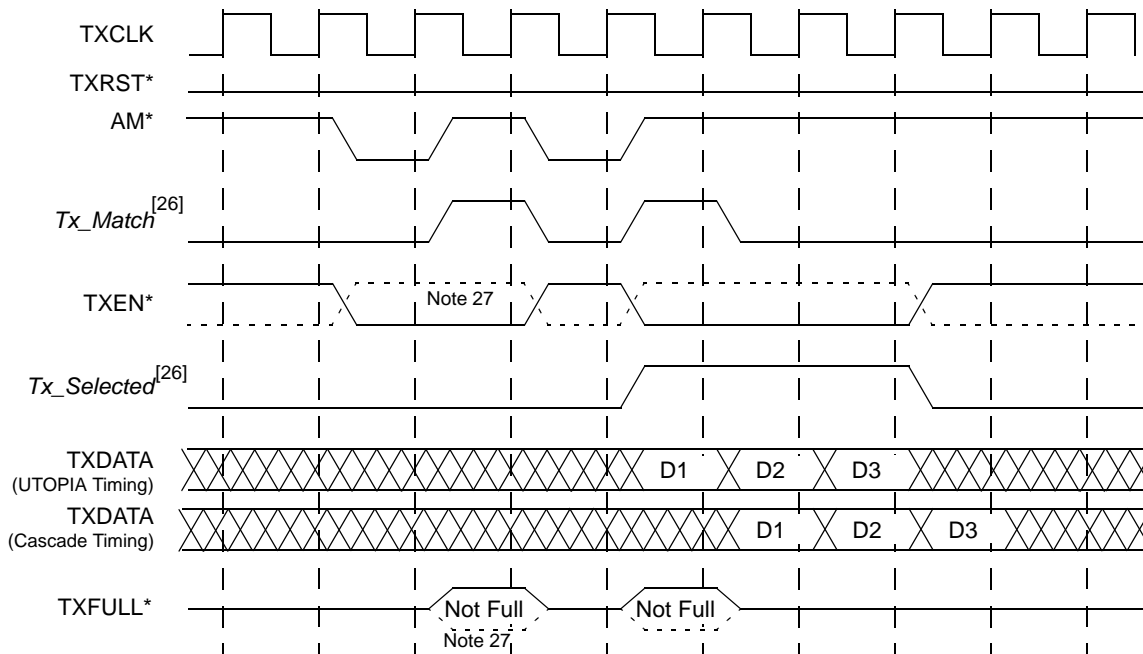 TXCLK
TXRST*
AM*
Tx_Match[26]
TXEN*
Note 27
Tx_Selected[26]
TXDATA
(UTOPIA Timing)
D1 D2 D3
TXDATA
(Cascade Timing)
D1 D2 D3
TXFULL*
Not Full Not Full
Note 27